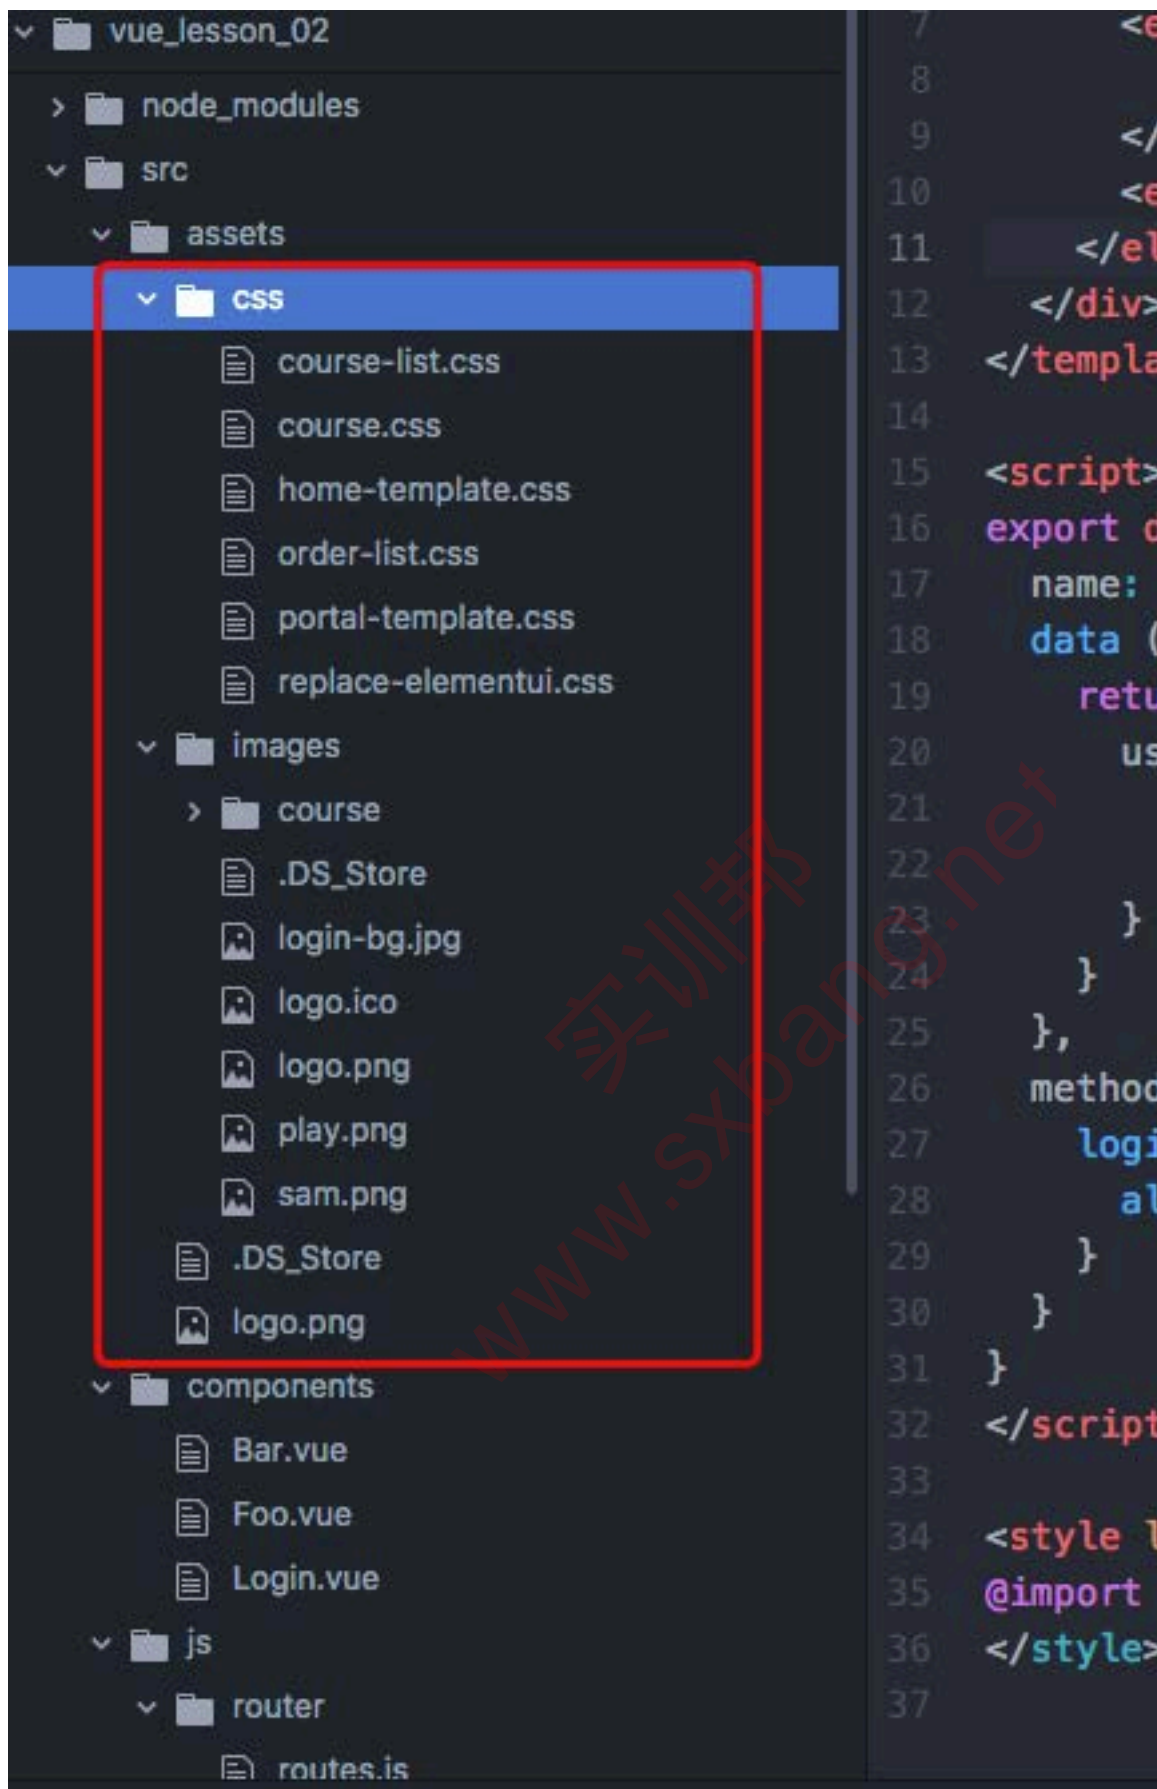 vue_lesson_02
node_modules
src
assets
css
course-list.css
course.css
home-template.css
order-list.css
portal-template.css
replace-elementui.css
images
course
.DS_Store
login-bg.jpg
logo.ico
logo.png
play.png
sam.png
.DS_Store
logo.png
components
Bar.vue
Foo.vue
Login.vue
js
router
routes.js
7 <e
8
9 </
10 <e
11 </el
12 </div>
13 </templa
14
15 <script>
16 export d
17 name:
18 data (
19 retu
20 us
21
22
23 }
24 }
25 },
26 method
27 logi
28 al
29 }
30 }
31 }
32 </script
33
34 <style l
35 @import
36 </style>
37
实训邦
www.sxbang.net